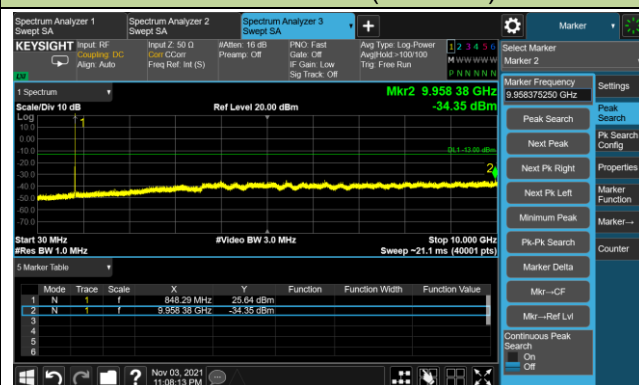 Spectrum Analyzer 1
Swept SA
Spectrum Analyzer 2
Swept SA
Spectrum Analyzer 3
Swept SA
+
Marker
KEYSIGHT
Input: RF
Coupling: DC
Align: Auto
Input Z: 50 Ω
Corr CCorr
Freq Ref: Int (S)
#Atten: 16 dB
Preamp: Off
PNO: Fast
Gate: Off
IF Gain: Low
Sig Track: Off
Avg Type: Log-Power
Avg|Hold:>100/100
Trig: Free Run
1 2 3 4 5 6
M W W W W W
P N N N N N
LV
Select Marker
Marker 2
1 Spectrum
Scale/Div 10 dB
Ref Level 20.00 dBm
Mkr2 9.958 38 GHz
-34.35 dBm
Log
10.0
0.00
-10.0
-20.0
-30.0
-40.0
-50.0
-60.0
-70.0
1
2
DL1 -13.00 dBm
Start 30 MHz
#Res BW 1.0 MHz
#Video BW 3.0 MHz
Stop 10.000 GHz
Sweep ~21.1 ms (40001 pts)
5 Marker Table
Mode Trace Scale X Y Function Function Width Function Value
1 N 1 f 848.29 MHz 25.64 dBm
2 N 1 f 9.958 38 GHz -34.35 dBm
3
4
5
6
Marker Frequency
9.958375250 GHz
Peak Search
Next Peak
Next Pk Right
Next Pk Left
Minimum Peak
Pk-Pk Search
Marker Delta
Mkr→CF
Mkr→Ref Lvl
Continuous Peak
Search
On
Off
Settings
Peak
Search
Pk Search
Config
Properties
Marker
Function
Marker→
Counter
?
Nov 03, 2021
11:08:13 PM